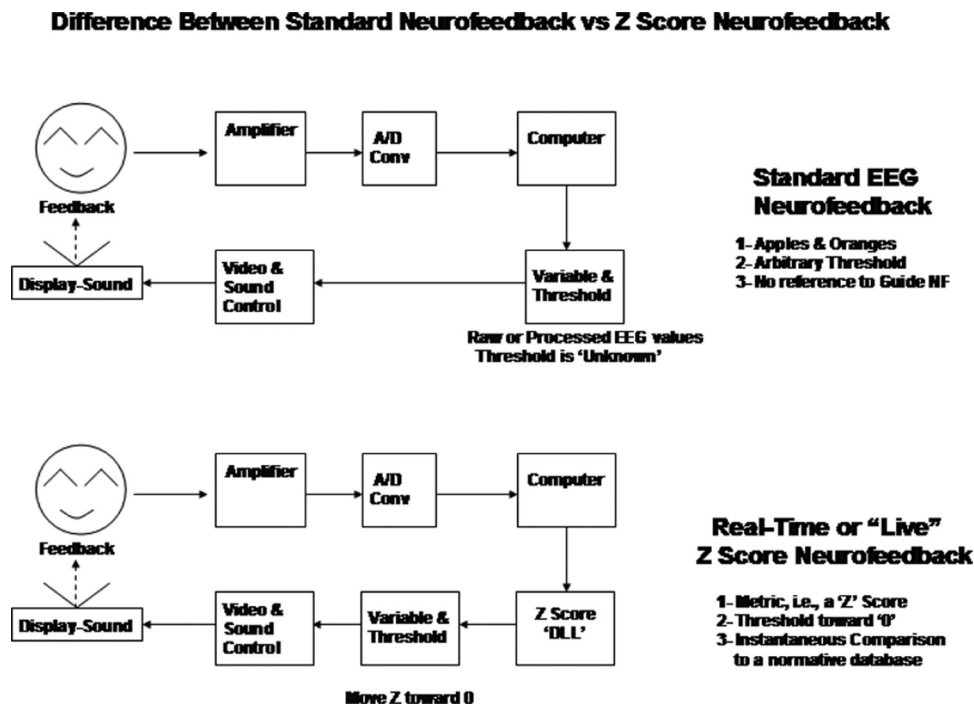 Difference Between Standard Neurofeedback vs Z Score Neurofeedback
Amplifier
A/D
Conv
Computer
Feedback
Display-Sound
Video &
Sound
Control
Variable &
Threshold
Raw or Processed EEG values
Threshold is 'Unknown'
Standard EEG
Neurofeedback
1- Apples & Oranges
2- Arbitrary Threshold
3- No reference to Guide NF
Amplifier
A/D
Conv
Computer
Feedback
Display-Sound
Video &
Sound
Control
Variable &
Threshold
Z Score
'DLL'
Move Z toward 0
Real-Time or "Live"
Z Score Neurofeedback
1- Metric, i.e., a 'Z' Score
2- Threshold toward '0'
3- Instantaneous Comparison
to a normative database